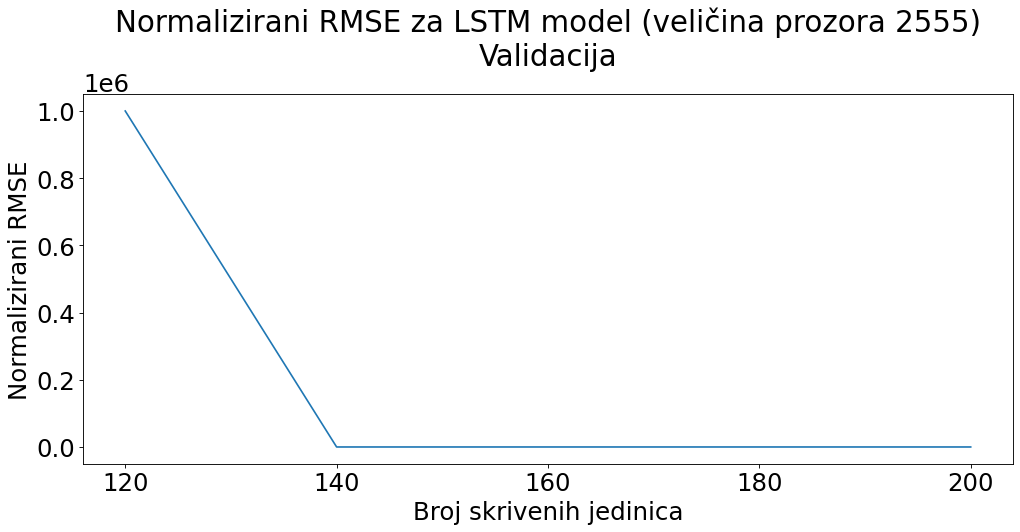 Normalizirani RMSE za LSTM model (veličina prozora 2555)
Validacija
1e6
1.0
0.8
0.6
0.4
0.2
0.0
Normalizirani RMSE
120 140 160 180 200
Broj skrivenih jedinica